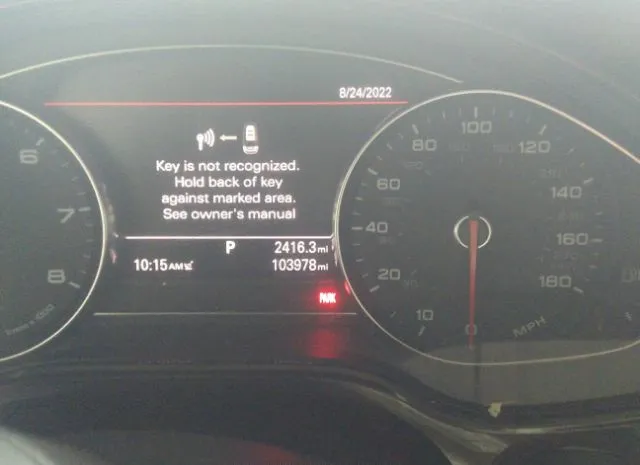 8/24/2022
Key is not recognized.
Hold back of key
against marked area.
See owner's manual
P 2416.3 mi
10:15 AM 103978 mi
PARK
6
7
8
10
20
40
60
80
100
120
140
160
180
0
MPH